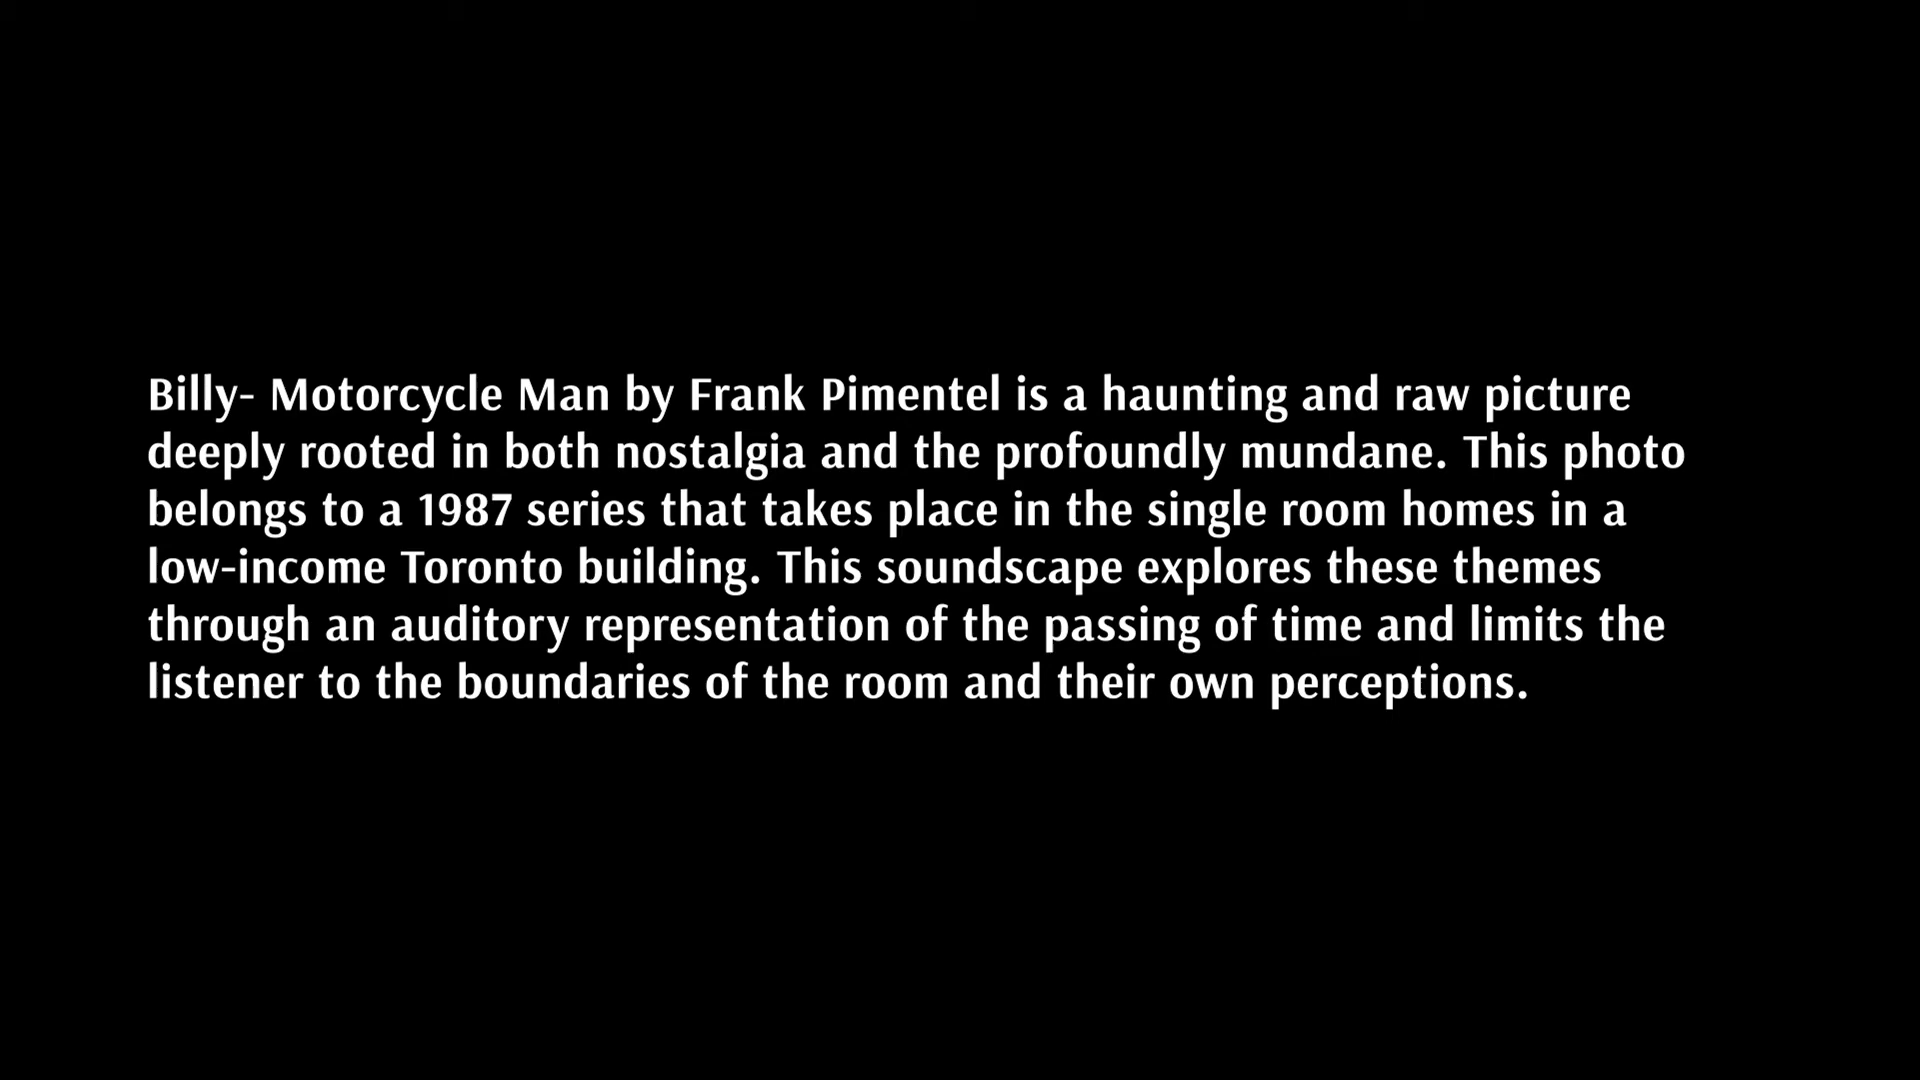 Billy- Motorcycle Man by Frank Pimentel is a haunting and raw picture
deeply rooted in both nostalgia and the profoundly mundane. This photo
belongs to a 1987 series that takes place in the single room homes in a
low-income Toronto building. This soundscape explores these themes
through an auditory representation of the passing of time and limits the
listener to the boundaries of the room and their own perceptions.